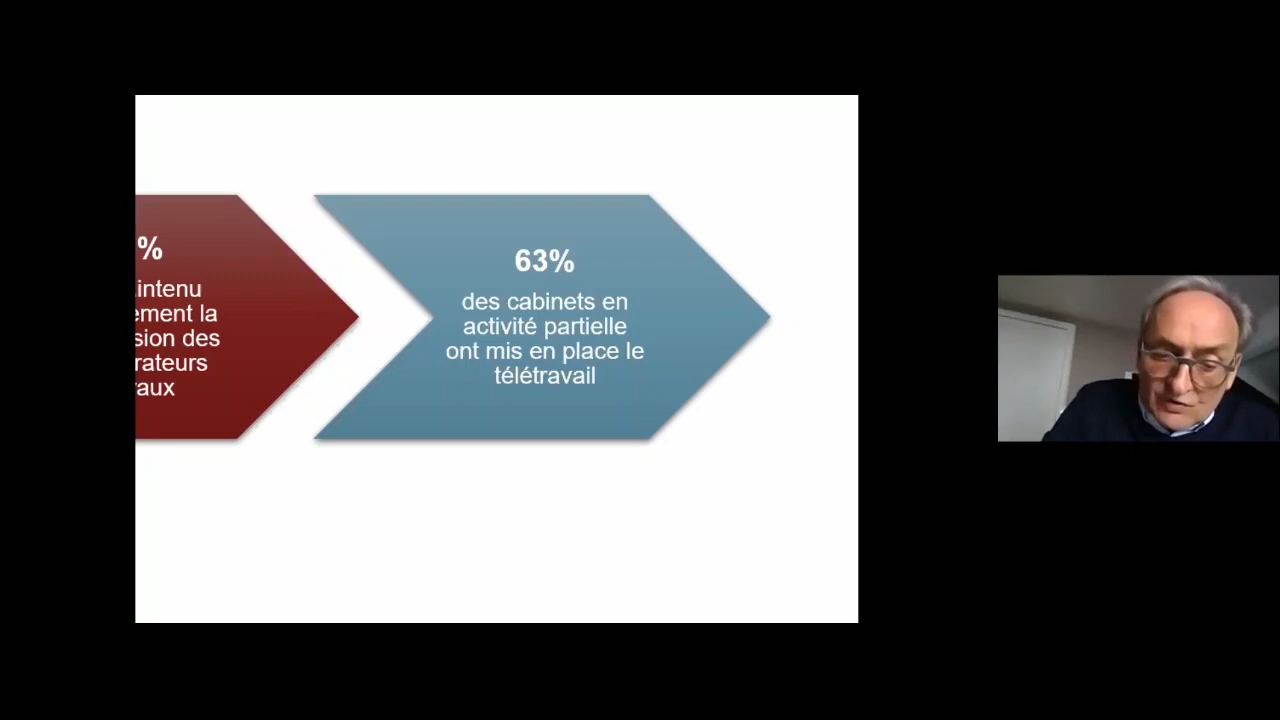 %
intenu
ement la
sion des
rateurs
aux
63%
des cabinets en
activité partielle
ont mis en place le
télétravail